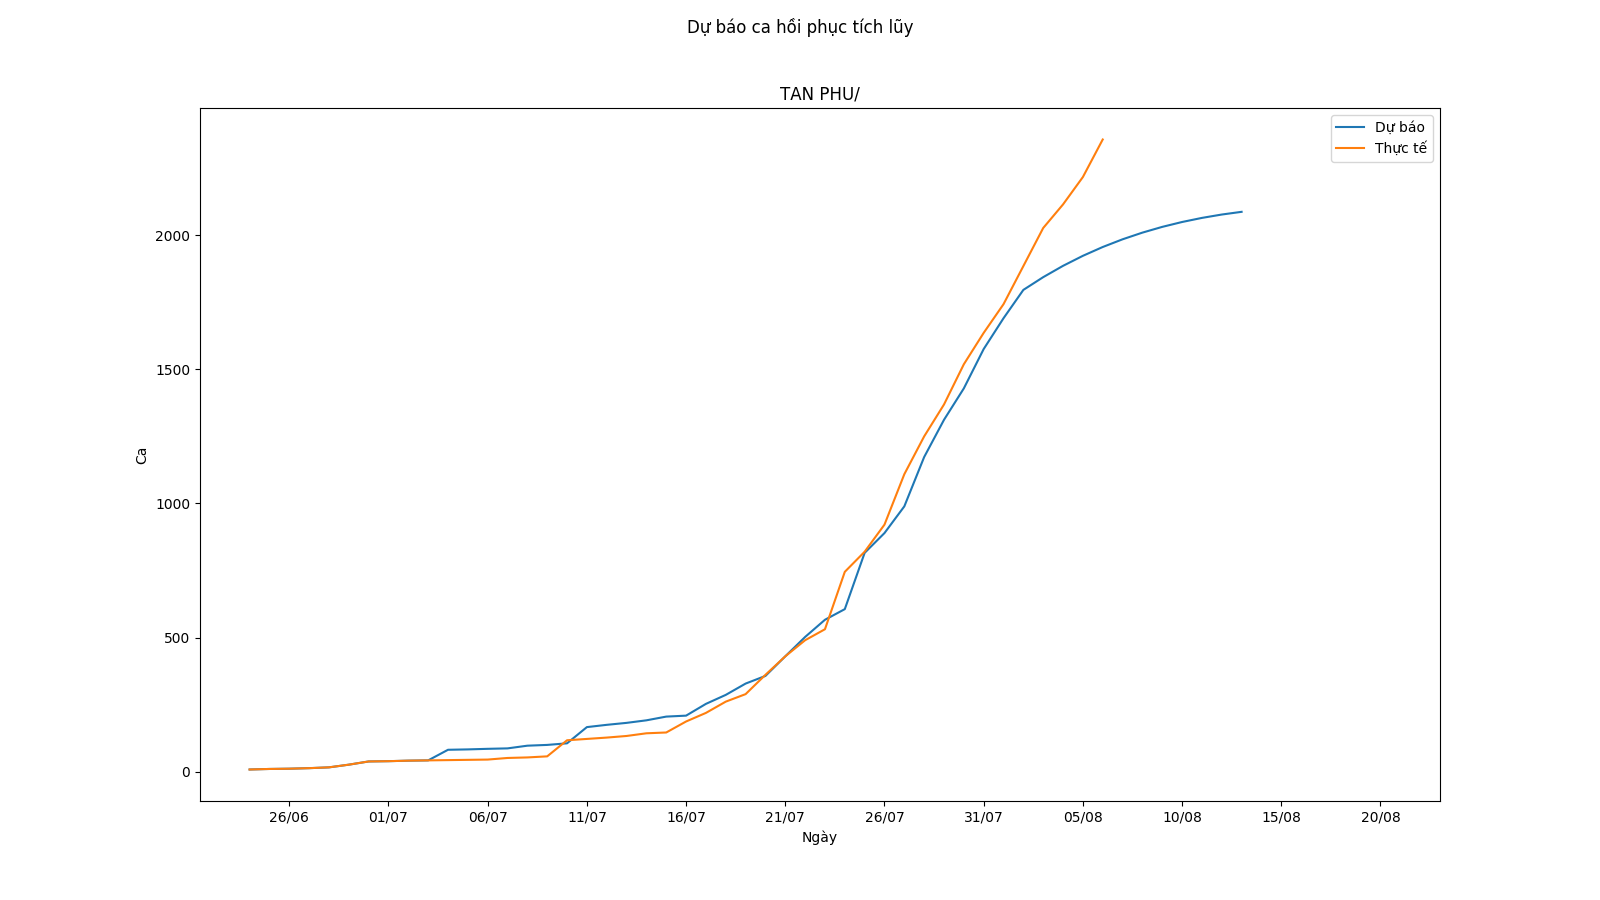 Dự báo ca hồi phục tích lũy
TAN PHU/
Dự báo
Thực tế
2000
1500
1000
500
0
Ca
26/06
01/07
06/07
11/07
16/07
21/07
26/07
31/07
05/08
10/08
15/08
20/08
Ngày